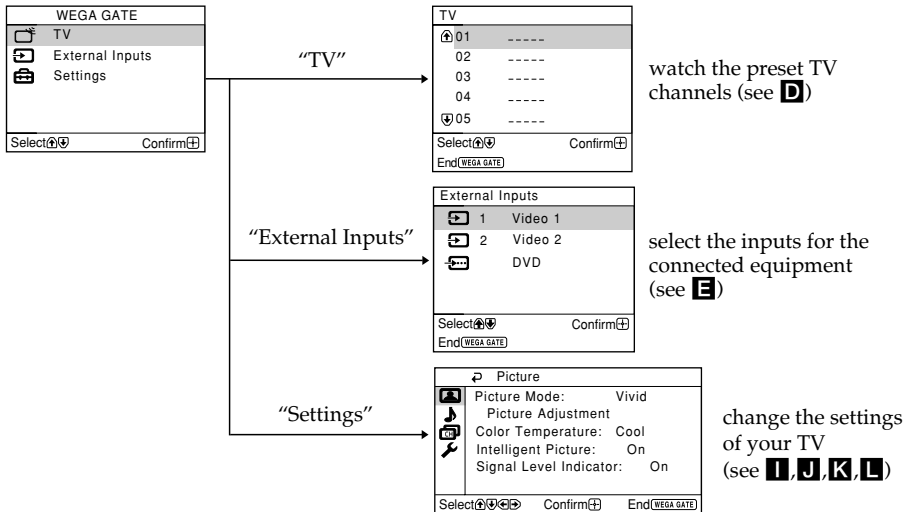 WEGA GATE
TV
External Inputs
Settings
Select Confirm
"TV"
TV
01 -----
02 -----
03 -----
04 -----
05 -----
Select Confirm
End WEGA GATE
watch the preset TV
channels (see D)
"External Inputs"
External Inputs
1 Video 1
2 Video 2
DVD
Select Confirm
End WEGA GATE
select the inputs for the
connected equipment
(see E)
"Settings"
Picture
Picture Mode: Vivid
Picture Adjustment
Color Temperature: Cool
Intelligent Picture: On
Signal Level Indicator: On
CH
Select Confirm End WEGA GATE
change the settings
of your TV
(see I, J, K, L)